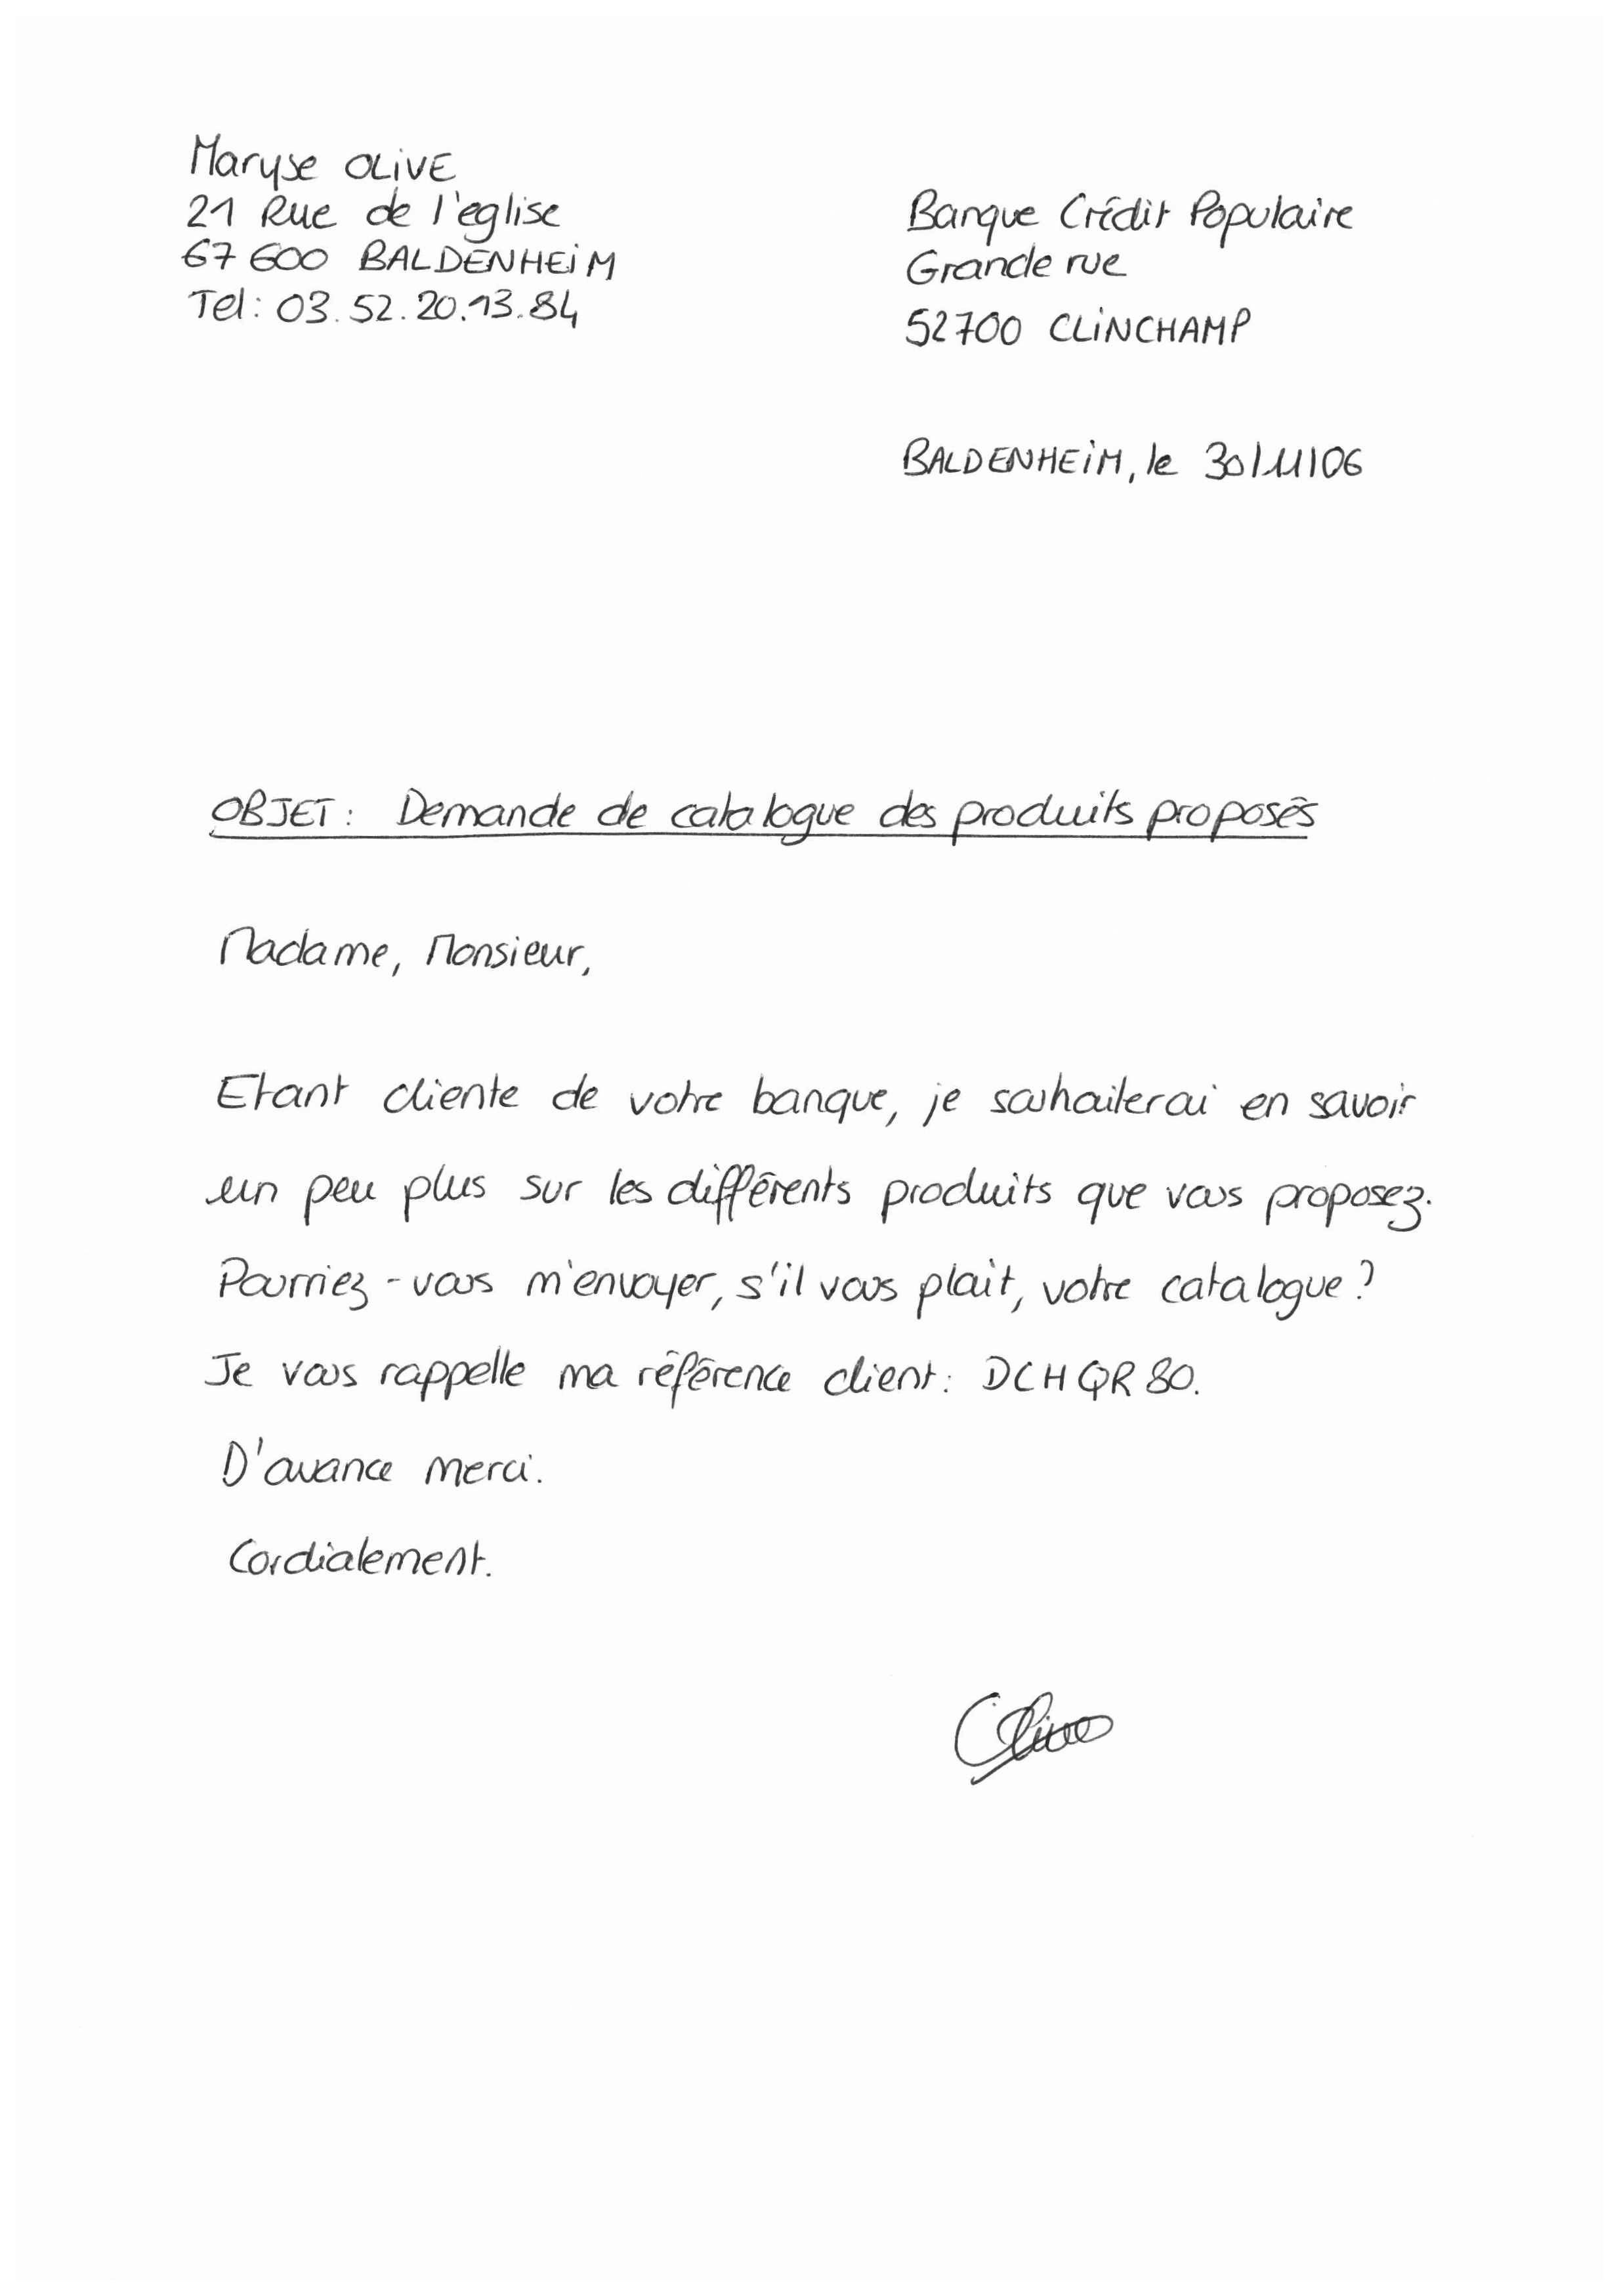 Maryse OLIVE
21 Rue de l'eglise
67 600 BALDENHEIM
Tel : 03.52.20.13.84
Banque Crédit Populaire
Grande rue
52700 CLINCHAMP
BALDENHEIM, le 30/11/06
OBJET : Demande de catalogue des produits proposés
Madame, Monsieur,
Etant cliente de votre banque, je souhaiterai en savoir
un peu plus sur les différents produits que vous proposez.
Pourriez-vous m'envoyer, s'il vous plait, votre catalogue ?
Je vous rappelle ma référence client : DCHQR80.
D'avance merci.
Cordialement.
Olive